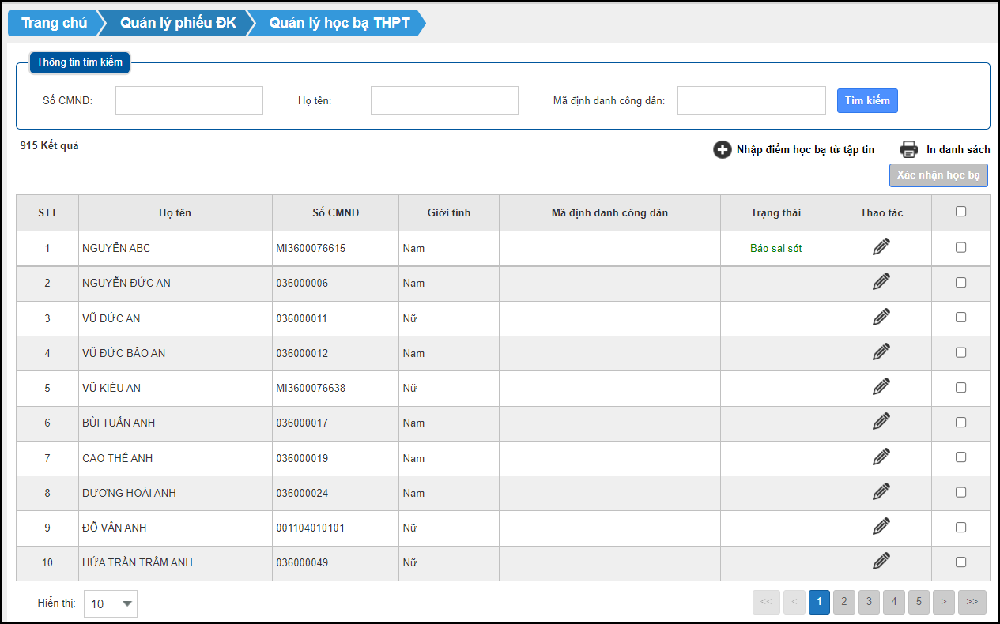 Trang chủ Quản lý phiếu ĐK Quản lý học bạ THPT
Thông tin tìm kiếm
Số CMND: Họ tên: Mã định danh công dân: Tìm kiếm
915 Kết quả
Nhập điểm học bạ từ tập tin In danh sách
Xác nhận học bạ
STT Họ tên Số CMND Giới tính Mã định danh công dân Trạng thái Thao tác
1 NGUYỄN ABC MI3600076615 Nam Báo sai sót
2 NGUYỄN ĐỨC AN 036000006 Nam
3 VŨ ĐỨC AN 036000011 Nữ
4 VŨ ĐỨC BẢO AN 036000012 Nam
5 VŨ KIỀU AN MI3600076638 Nữ
6 BÙI TUẤN ANH 036000017 Nam
7 CAO THẾ ANH 036000019 Nam
8 DƯƠNG HOÀI ANH 036000024 Nam
9 ĐỖ VÂN ANH 001104010101 Nữ
10 HỨA TRẦN TRÂM ANH 036000049 Nữ
Hiển thị: 10 << < 1 2 3 4 5 > >>